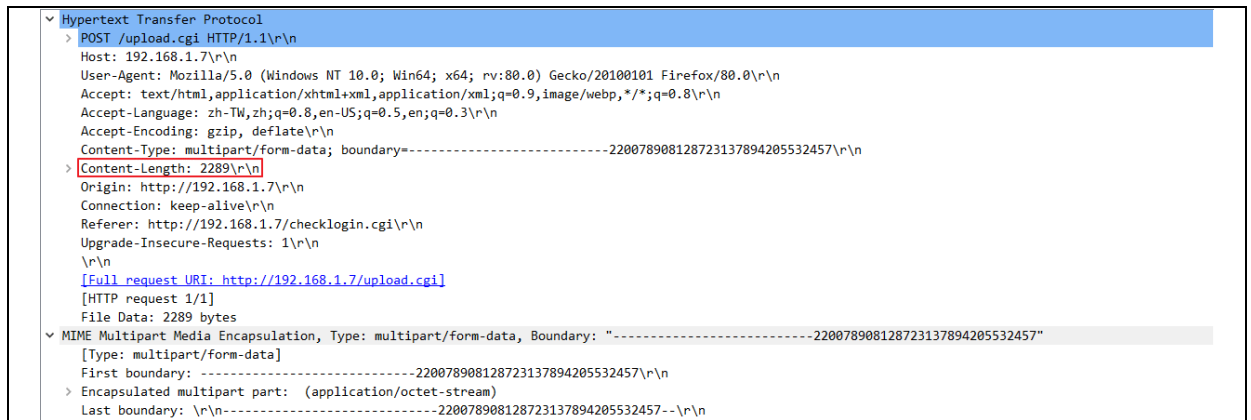 Hypertext Transfer Protocol
POST /upload.cgi HTTP/1.1\r\n
Host: 192.168.1.7\r\n
User-Agent: Mozilla/5.0 (Windows NT 10.0; Win64; x64; rv:80.0) Gecko/20100101 Firefox/80.0\r\n
Accept: text/html,application/xhtml+xml,application/xml;q=0.9,image/webp,*/*;q=0.8\r\n
Accept-Language: zh-TW,zh;q=0.8,en-US;q=0.5,en;q=0.3\r\n
Accept-Encoding: gzip, deflate\r\n
Content-Type: multipart/form-data; boundary=---------------------------220078908128723137894205532457\r\n
Content-Length: 2289\r\n
Origin: http://192.168.1.7\r\n
Connection: keep-alive\r\n
Referer: http://192.168.1.7/checklogin.cgi\r\n
Upgrade-Insecure-Requests: 1\r\n
\r\n
[Full request URI: http://192.168.1.7/upload.cgi]
[HTTP request 1/1]
File Data: 2289 bytes
MIME Multipart Media Encapsulation, Type: multipart/form-data, Boundary: "---------------------------220078908128723137894205532457"
[Type: multipart/form-data]
First boundary: -----------------------------220078908128723137894205532457\r\n
Encapsulated multipart part:  (application/octet-stream)
Last boundary: \r\n-----------------------------220078908128723137894205532457--\r\n